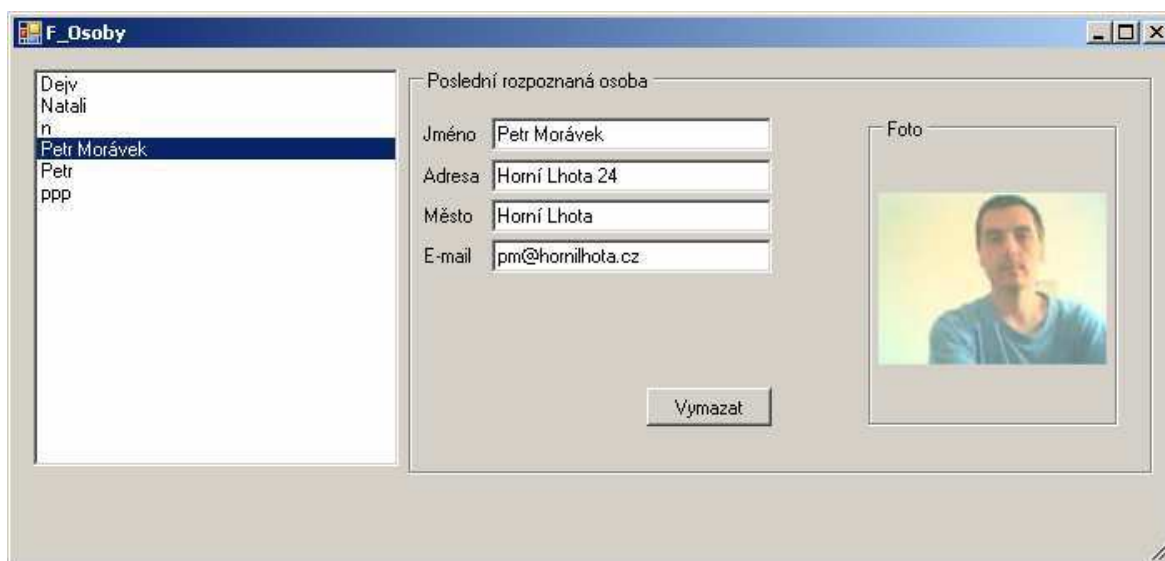 F_Osoby
Dejv
Natali
n
Petr Morávek
Petr
ppp
Poslední rozpoznaná osoba
Jméno Petr Morávek
Adresa Horní Lhota 24
Město Horní Lhota
E-mail pm@hornilhota.cz
Vymazat
Foto